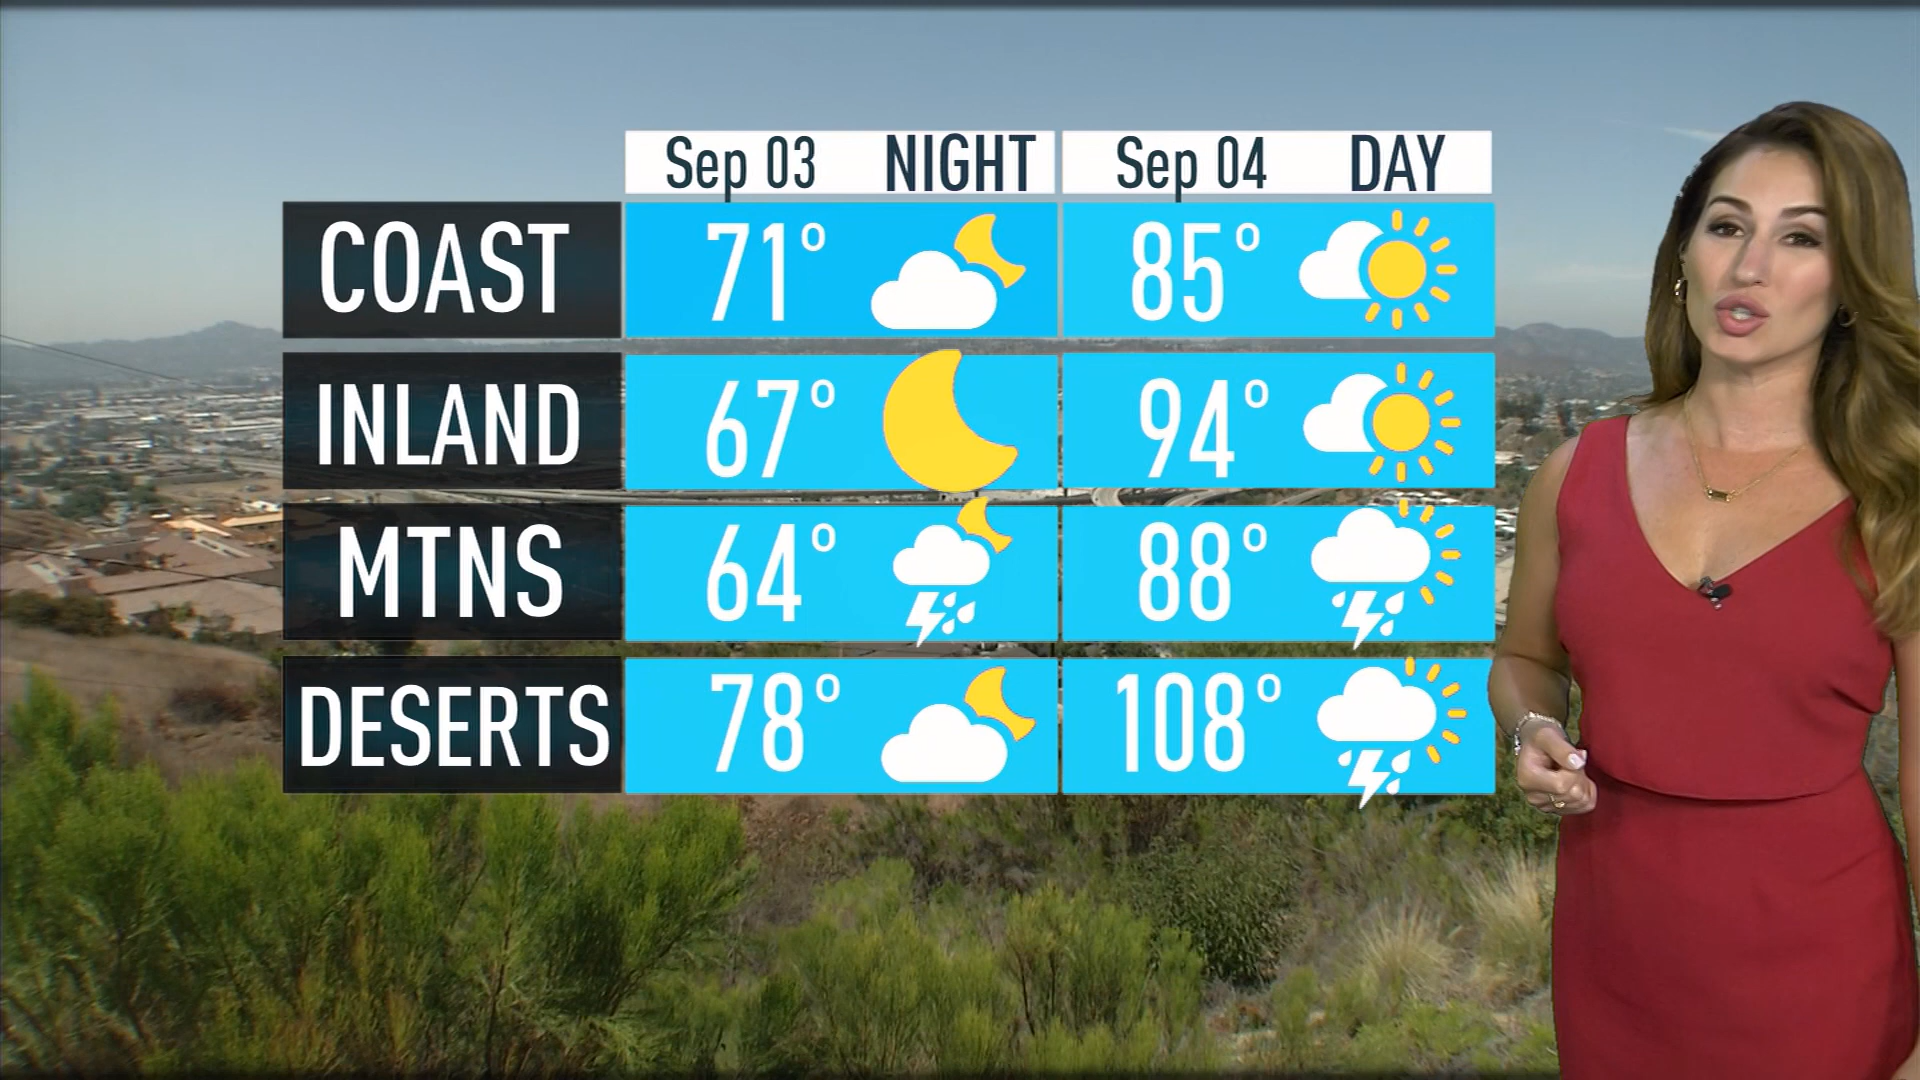 Sep 03 NIGHT Sep 04 DAY
COAST 71° 85°
INLAND 67° 94°
MTNS 64° 88°
DESERTS 78° 108°